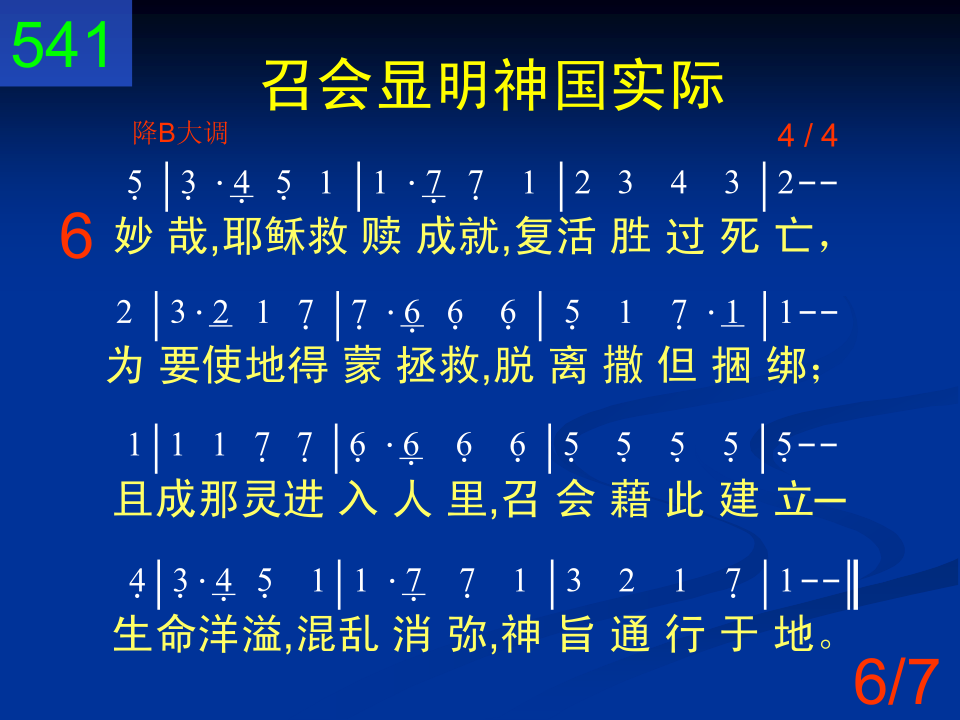 541
召会显明神国实际
降B大调
4 / 4
5̣ | 3̣ · 4̣ 5̣ 1 | 1 · 7̣ 7̣ 1 | 2 3 4 3 | 2 – –
6
妙 哉,耶稣救 赎 成就,复活 胜 过 死 亡，
2 | 3 · 2 1 7̣ | 7̣ · 6̣ 6̣ 6̣ | 5̣ 1 7̣ · 1 | 1 – –
为 要使地得 蒙 拯救,脱 离 撒 但 捆 绑；
1 | 1 1 7̣ 7̣ | 6̣ · 6̣ 6̣ 6̣ | 5̣ 5̣ 5̣ 5̣ | 5̣ – –
且成那灵进 入 人 里,召 会 藉 此 建 立─
4̣ | 3̣ · 4̣ 5̣ 1 | 1 · 7̣ 7̣ 1 | 3 2 1 7̣ | 1 – – ‖
生命洋溢,混乱 消 弥,神 旨 通 行 于 地。
6/7